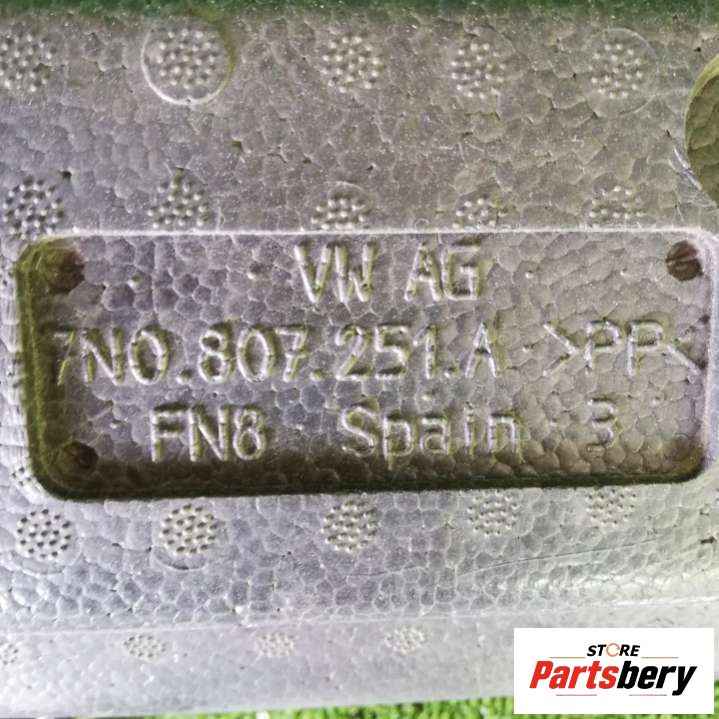 VW AG
7N0.807.251.A >PP<
FN8 Spain 3
STORE
Partsbery